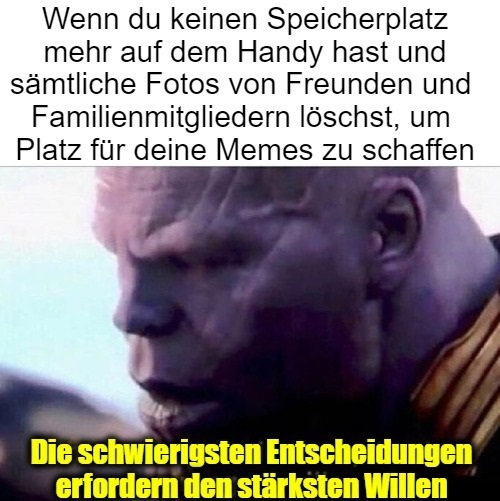 Wenn du keinen Speicherplatz
mehr auf dem Handy hast und
sämtliche Fotos von Freunden und
Familienmitgliedern löschst, um
Platz für deine Memes zu schaffen
Die schwierigsten Entscheidungen
erfordern den stärksten Willen